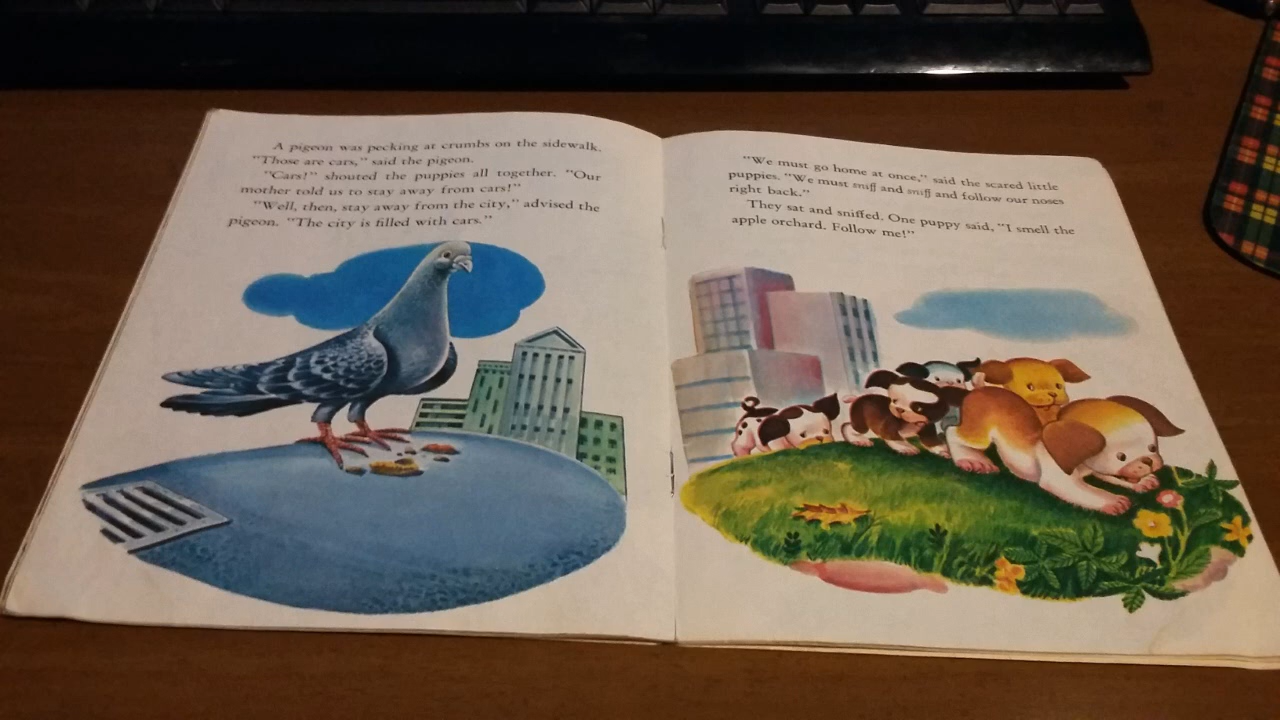 A pigeon was pecking at crumbs on the sidewalk.
"Those are cars," said the pigeon.
"Cars!" shouted the puppies all together. "Our
mother told us to stay away from cars!"
"Well, then, stay away from the city," advised the
pigeon. "The city is filled with cars."
"We must go home at once," said the scared little
puppies. "We must sniff and sniff and follow our noses
right back."
They sat and sniffed. One puppy said, "I smell the
apple orchard. Follow me!"